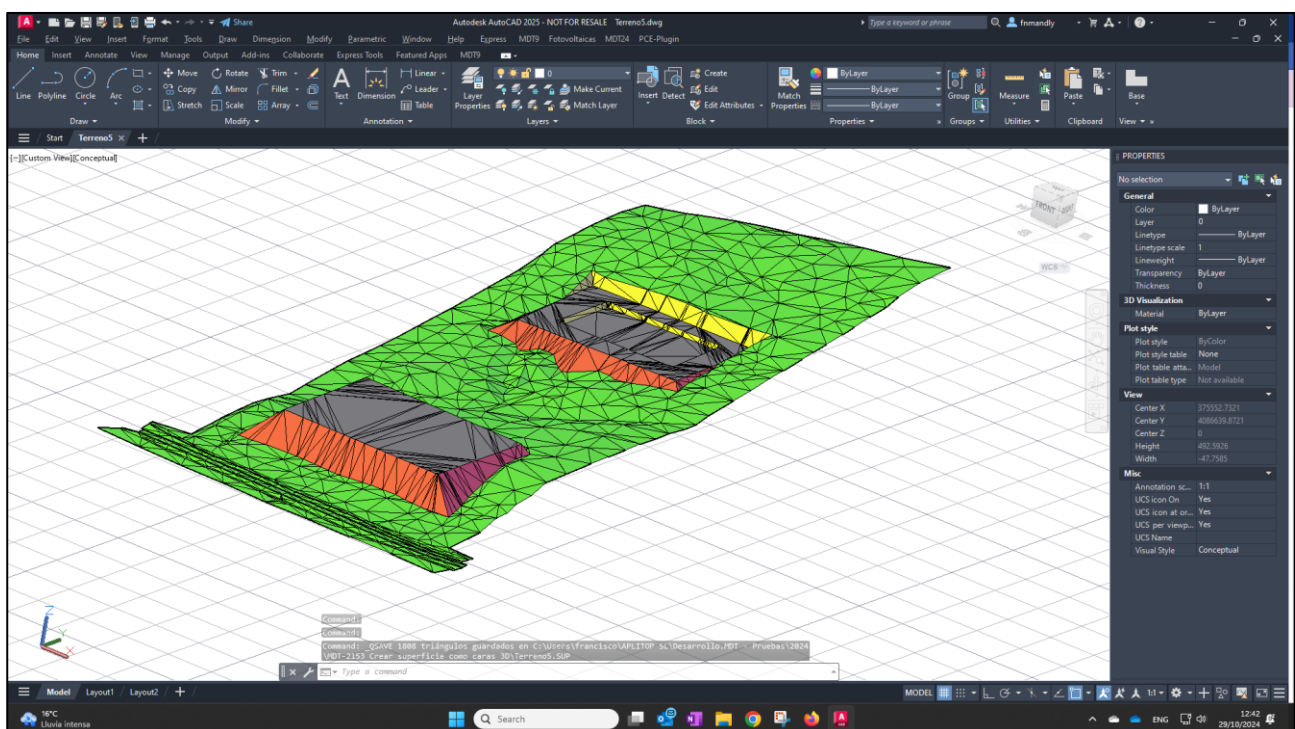 Share
Autodesk AutoCAD 2025 - NOT FOR RESALE Terreno5.dwg
Type a keyword or phrase
fnmandly
File Edit View Insert Format Tools Draw Dimension Modify Parametric Window Help Express MDT9 Fotovoltaicas MDT24 PCE-Plugin
Home Insert Annotate View Manage Output Add-ins Collaborate Express Tools Featured Apps MDT9
Line Polyline Circle Arc
Move Rotate Trim
Copy Mirror Fillet
Stretch Scale Array
Text Dimension
Linear
Leader
Table
Layer Properties
0
Make Current
Match Layer
Insert Detect
Create
Edit
Edit Attributes
Match Properties
ByLayer
ByLayer
ByLayer
Group
Measure
Paste
Base
Draw Modify Annotation Layers Block Properties Groups Utilities Clipboard View
Start Terreno5
[−][Custom View][Conceptual]
FRONT
WCS
PROPERTIES
No selection
General
Color ByLayer
Layer 0
Linetype ByLayer
Linetype scale 1
Lineweight ByLayer
Transparency ByLayer
Thickness 0
3D Visualization
Material ByLayer
Plot style
Plot style ByColor
Plot style table None
Plot table atta... Model
Plot table type Not available
View
Center X 375552.7321
Center Y 4086639.8721
Center Z 0
Height 492.5926
Width -47.7585
Misc
Annotation sc... 1:1
UCS icon On Yes
UCS icon at or... Yes
UCS per viewp... Yes
UCS Name
Visual Style Conceptual
Z
Y
X
Command:
Command:
Command: _QSAVE 1808 triángulos guardados en C:\Users\francisco\APLITOP SL\Desarrollo.MDT - Pruebas\2024
\MDT-2153 Crear superficie como caras 3D\Terreno5.SUP
Type a command
Model Layout1 Layout2
MODEL
1:1
16°C
Lluvia intensa
Search
ENG
12:42
29/10/2024